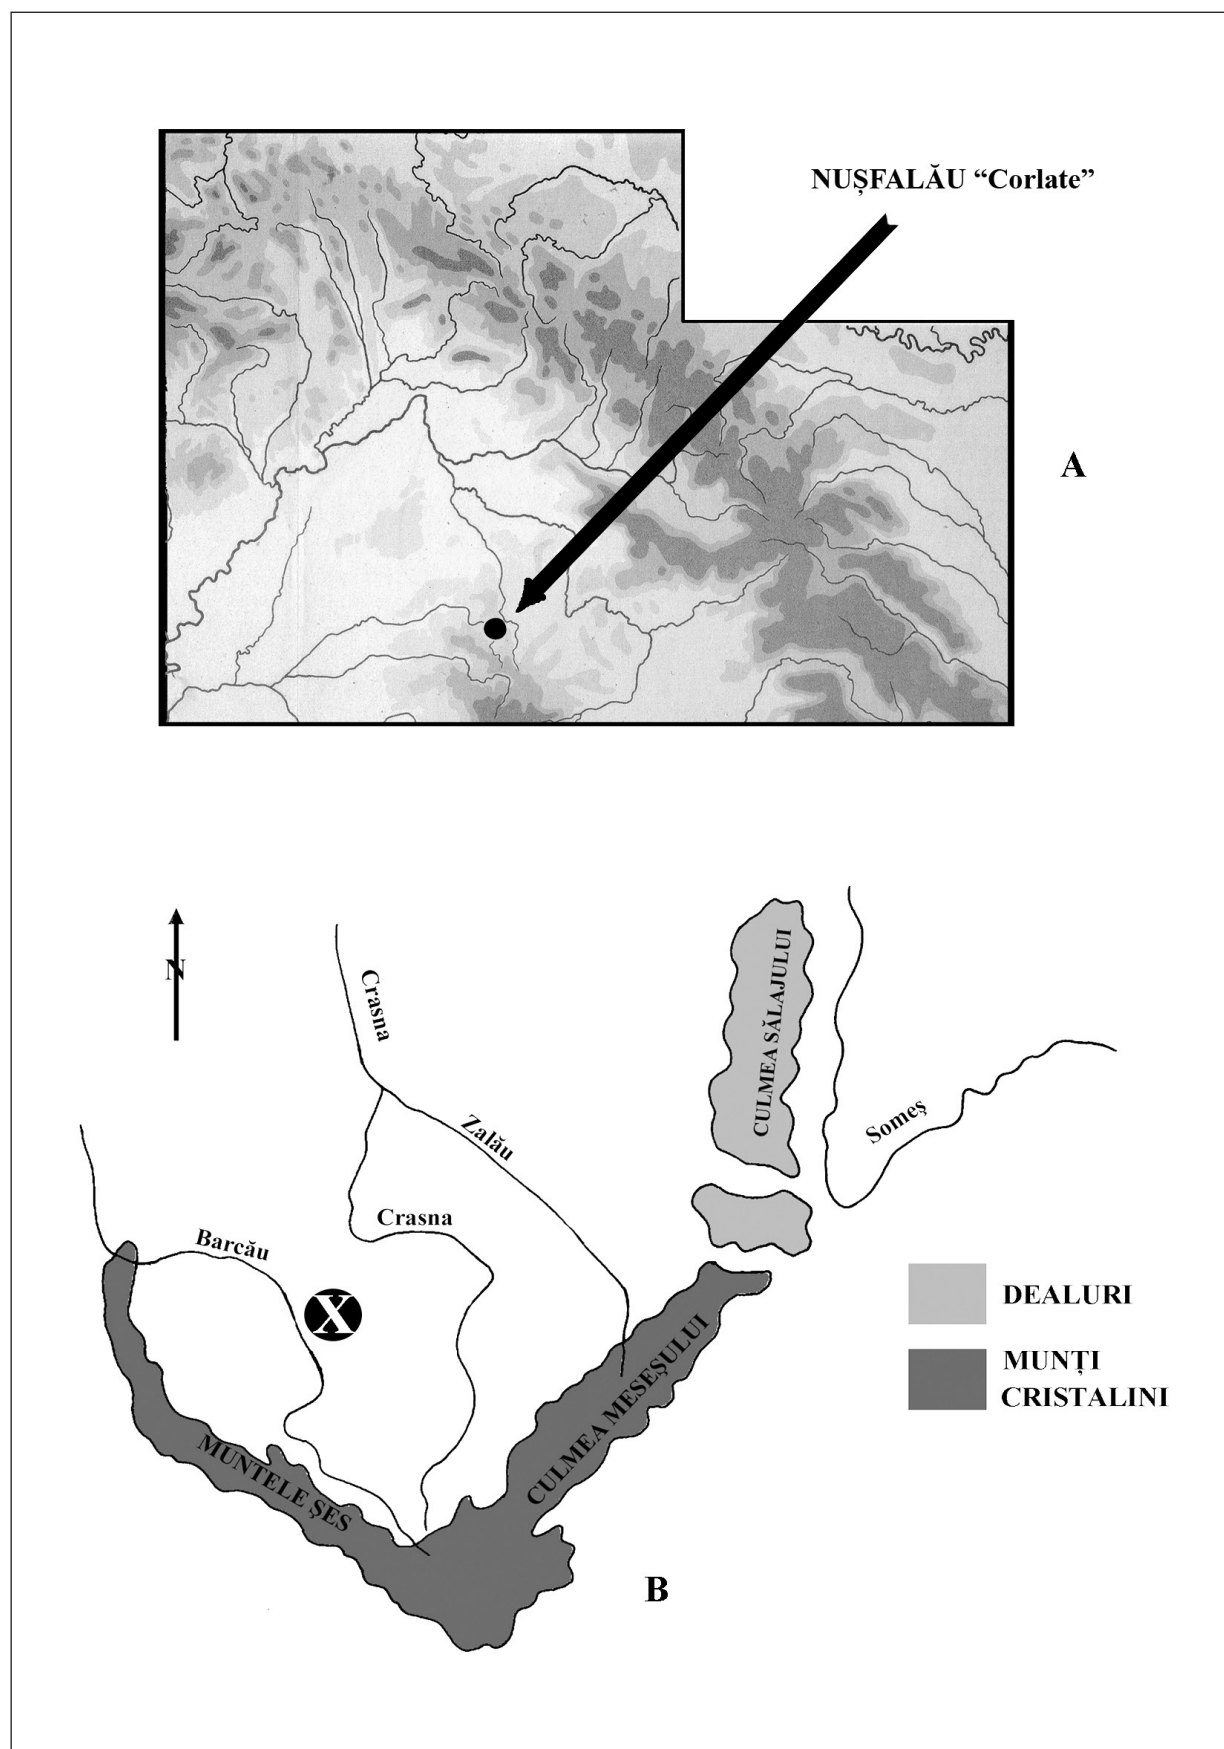 NUȘFALĂU “Corlate”
A
N
CULMEA SĂLAJULUI
Crasna
Zalău
Someș
Crasna
Barcău
X
DEALURI
MUNȚI
CRISTALINI
CULMEA MESEȘULUI
MUNTELE ȘES
B